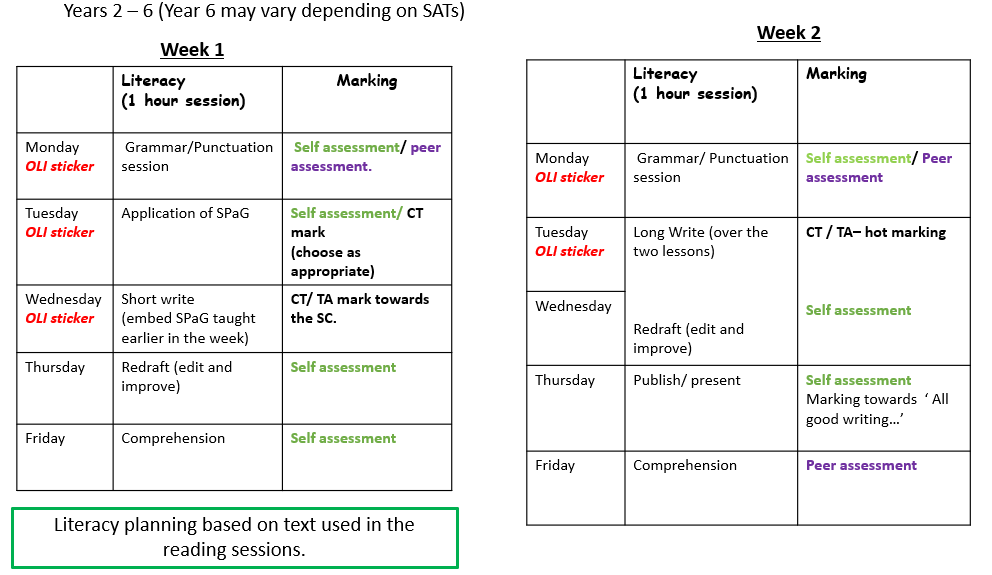 Years 2 – 6 (Year 6 may vary depending on SATs)
Week 1
Literacy
(1 hour session)
Marking
Monday
OLI sticker
Grammar/Punctuation
session
Self assessment/ peer
assessment.
Tuesday
OLI sticker
Application of SPaG
Self assessment/ CT
mark
(choose as
appropriate)
Wednesday
OLI sticker
Short write
(embed SPaG taught
earlier in the week)
CT/ TA mark towards
the SC.
Thursday
Redraft (edit and
improve)
Self assessment
Friday
Comprehension
Self assessment
Literacy planning based on text used in the
reading sessions.
Week 2
Literacy
(1 hour session)
Marking
Monday
OLI sticker
Grammar/ Punctuation
session
Self assessment/ Peer
assessment
Tuesday
OLI sticker
Long Write (over the
two lessons)
CT / TA– hot marking
Wednesday
Redraft (edit and
improve)
Self assessment
Thursday
Publish/ present
Self assessment
Marking towards ‘ All
good writing…’
Friday
Comprehension
Peer assessment